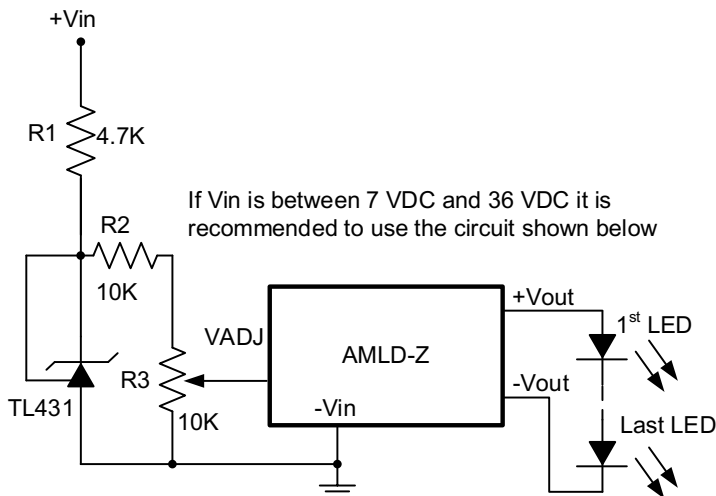 +Vin
R1
4.7K
If Vin is between 7 VDC and 36 VDC it is
recommended to use the circuit shown below
R2
10K
+Vout
1st LED
VADJ
AMLD-Z
R3
-Vout
TL431
10K
-Vin
Last LED